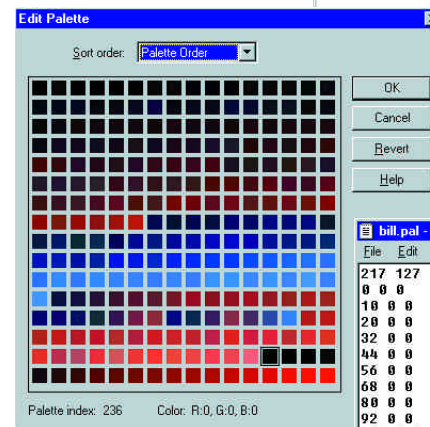 Edit Palette
Sort order: Palette Order
OK
Cancel
Revert
Help
bill.pal -
File Edit
217 127
0 0 0
10 0 0
20 0 0
32 0 0
44 0 0
56 0 0
68 0 0
80 0 0
92 0 0
Palette index: 236 Color: R:0, G:0, B:0